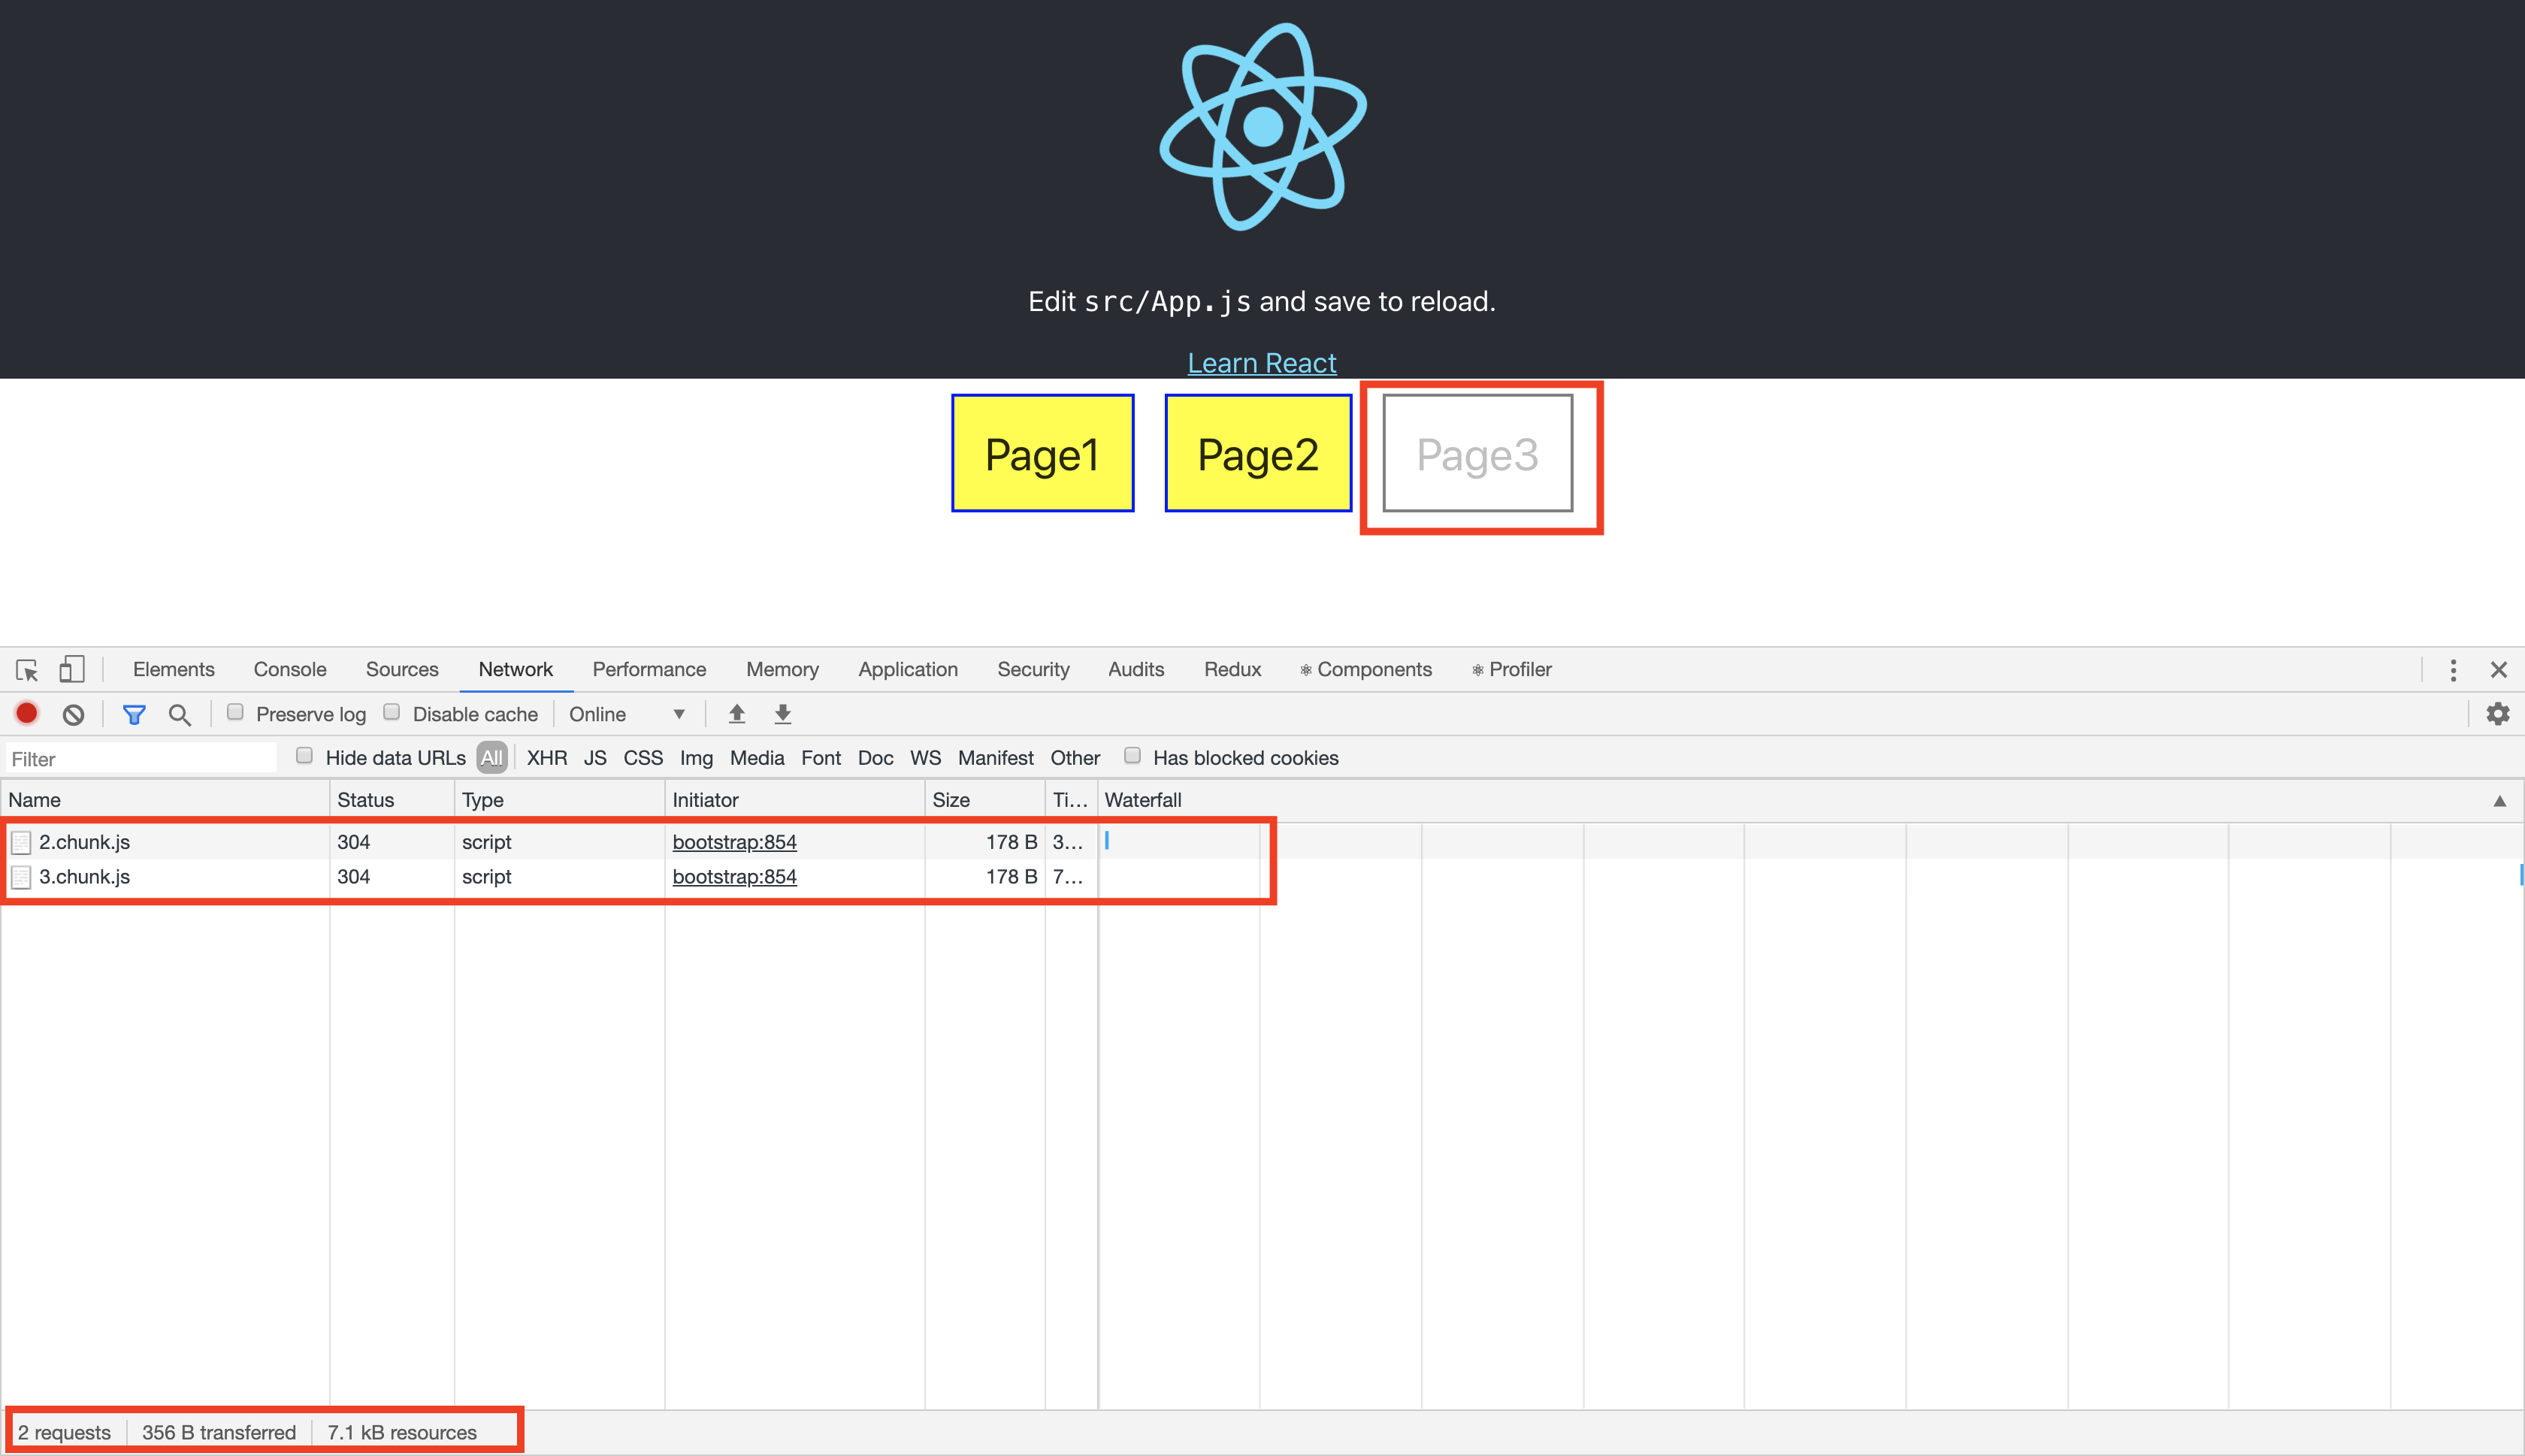 Edit src/App.js and save to reload.
Learn React
Page1 Page2 Page3
Elements Console Sources Network Performance Memory Application Security Audits Redux ⚛ Components ⚛ Profiler
Preserve log Disable cache Online
Filter Hide data URLs All XHR JS CSS Img Media Font Doc WS Manifest Other Has blocked cookies
Name Status Type Initiator Size Ti... Waterfall
2.chunk.js 304 script bootstrap:854 178 B 3...
3.chunk.js 304 script bootstrap:854 178 B 7...
2 requests 356 B transferred 7.1 kB resources